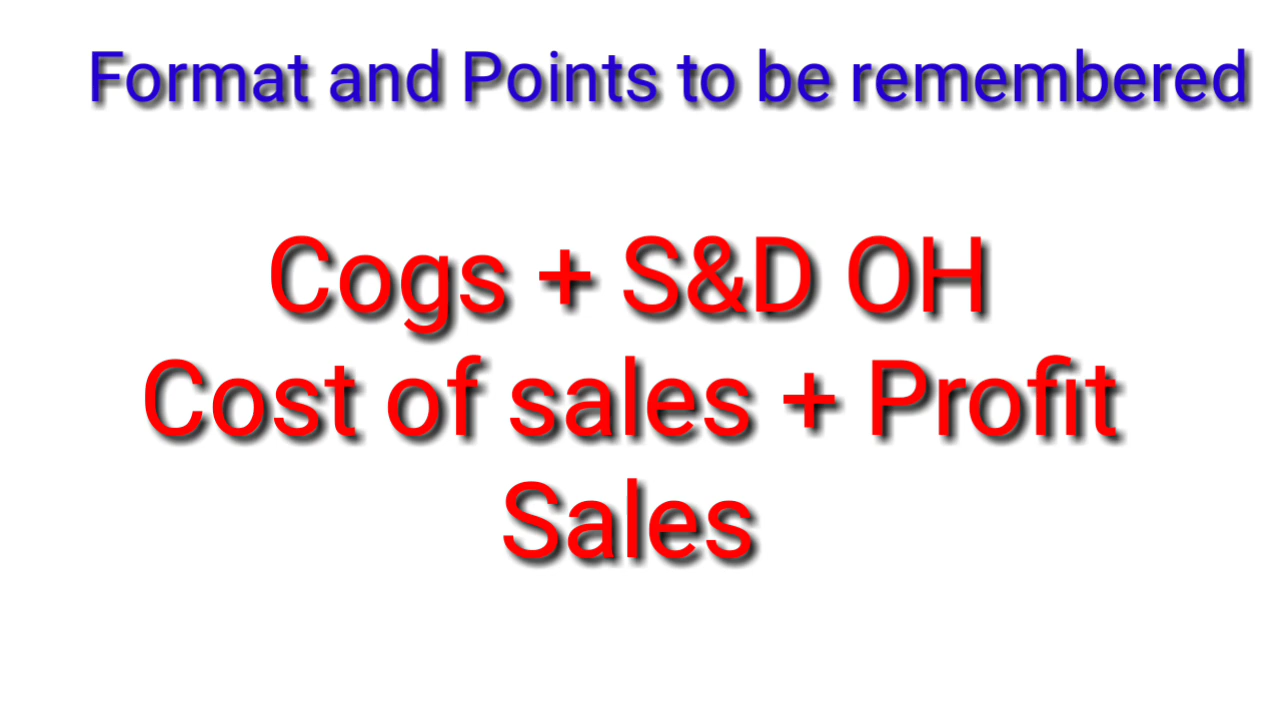 Format and Points to be remembered
Cogs + S&D OH
Cost of sales + Profit
Sales